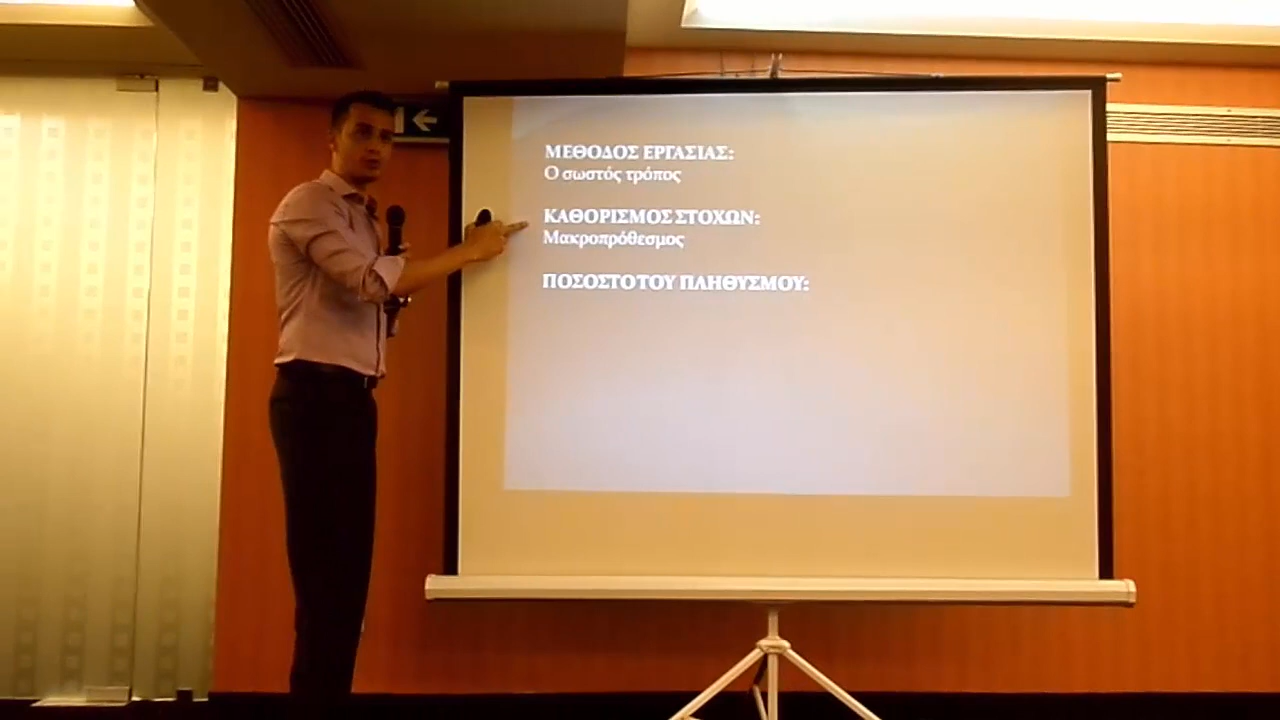 ΜΕΘΟΔΟΣ ΕΡΓΑΣΙΑΣ:
Ο σωστός τρόπος
ΚΑΘΟΡΙΣΜΟΣ ΣΤΟΧΩΝ:
Μακροπρόθεσμος
ΠΟΣΟΣΤΟ ΤΟΥ ΠΛΗΘΥΣΜΟΥ: